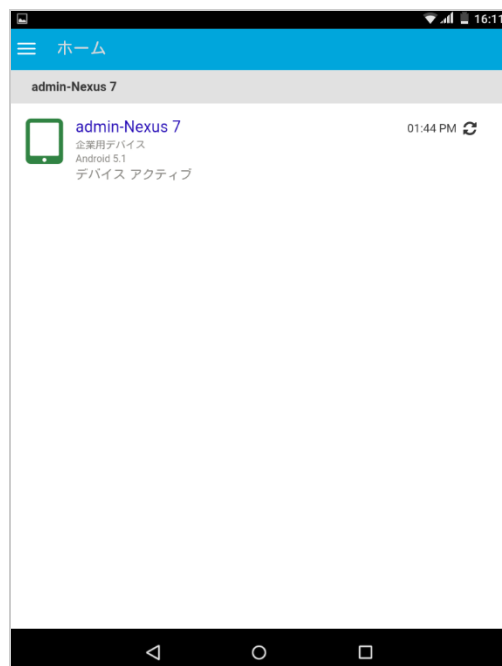 16:11
ホーム
admin-Nexus 7
admin-Nexus 7
01:44 PM
企業用デバイス
Android 5.1
デバイス アクティブ